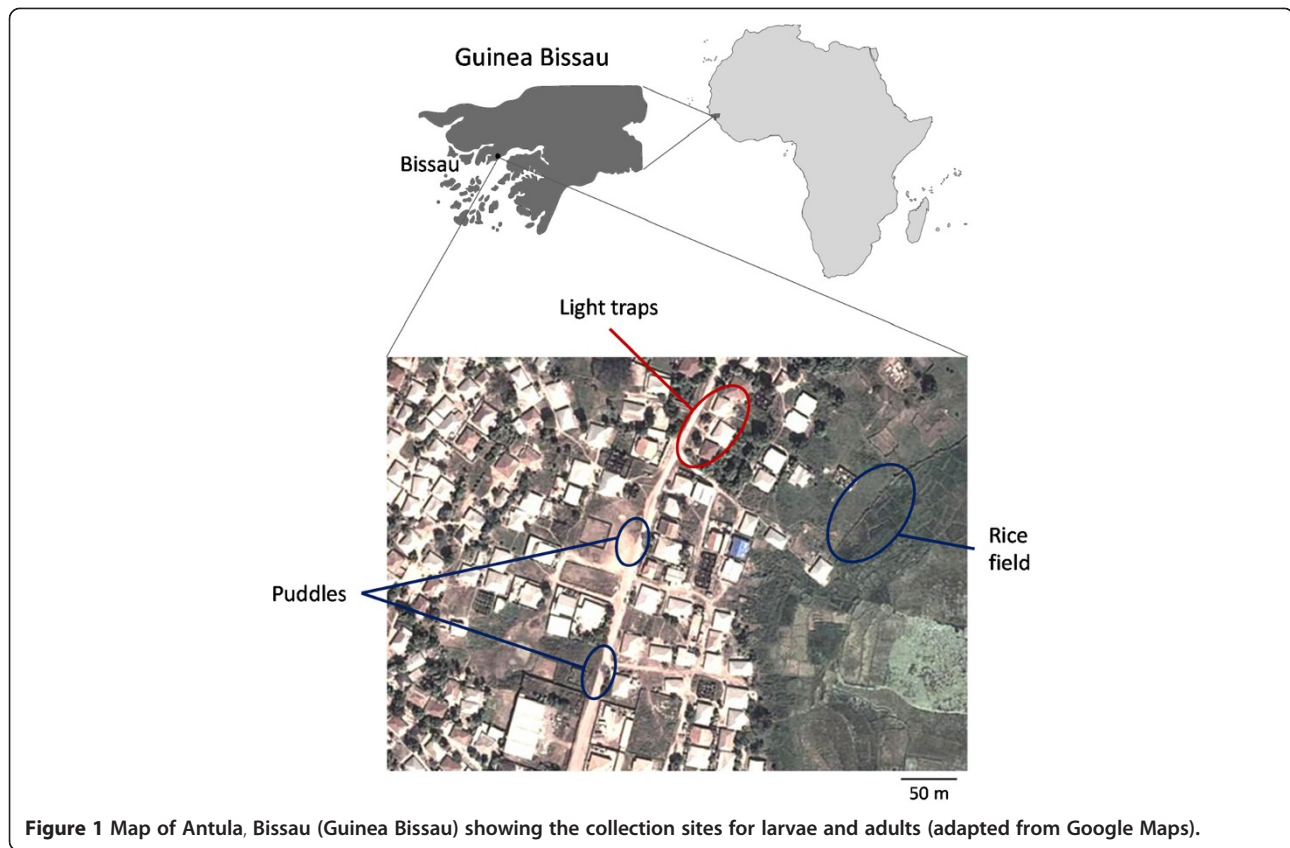 Guinea Bissau
Bissau
Light traps
Rice
field
Puddles
50 m
Figure 1 Map of Antula, Bissau (Guinea Bissau) showing the collection sites for larvae and adults (adapted from Google Maps).